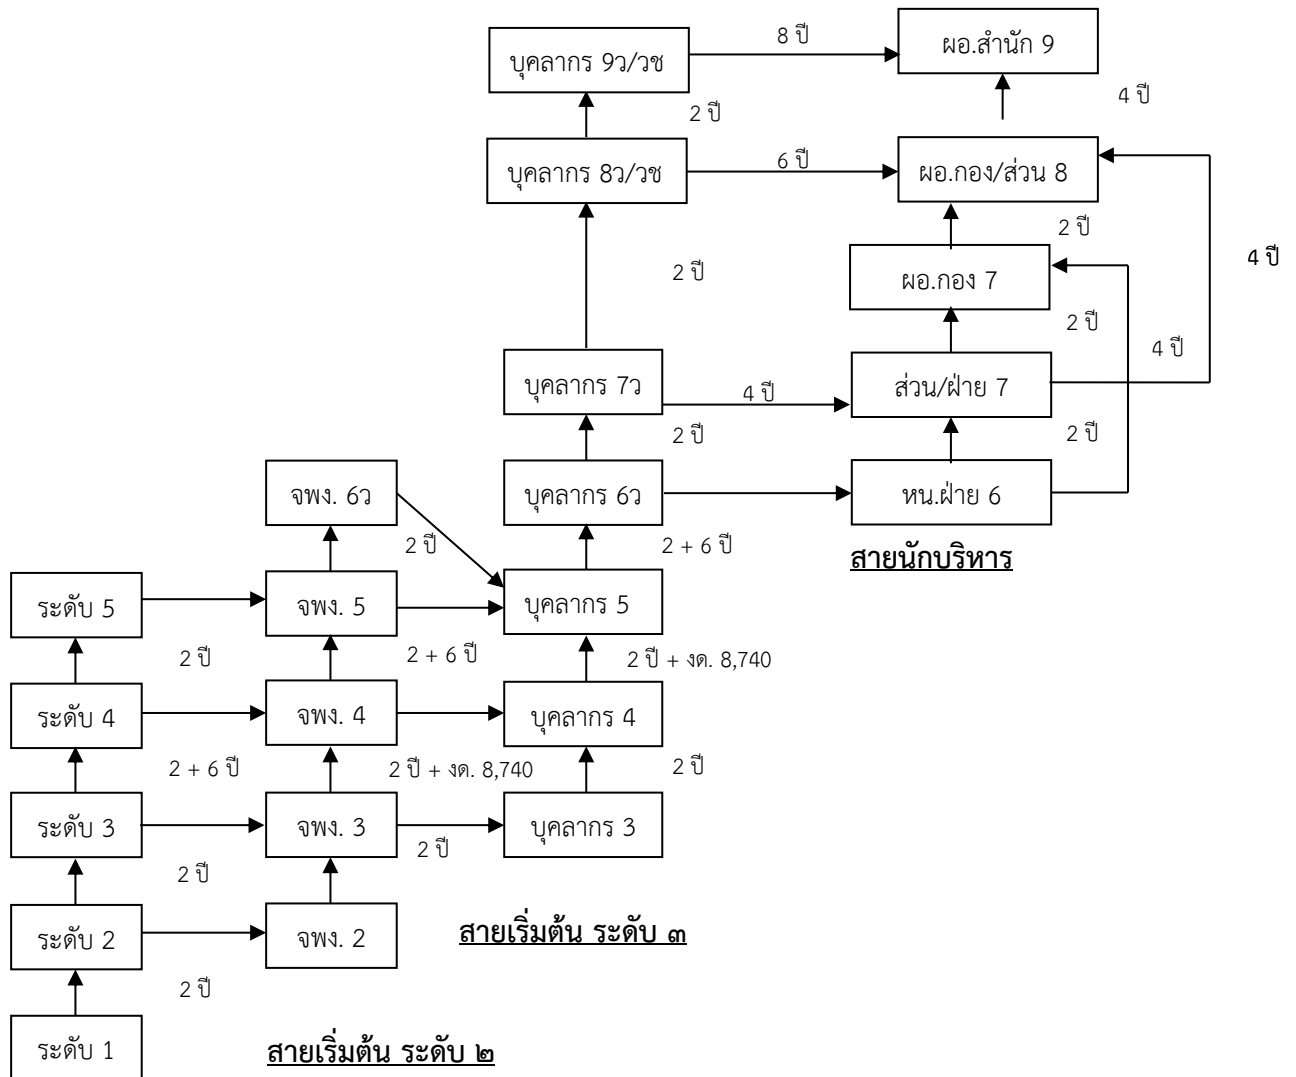 8 ปี
ผอ.สำนัก 9
บุคลากร 9ว/วช
4 ปี
2 ปี
บุคลากร 8ว/วช
6 ปี
ผอ.กอง/ส่วน 8
2 ปี
4 ปี
2 ปี
ผอ.กอง 7
2 ปี
4 ปี
บุคลากร 7ว
4 ปี
ส่วน/ฝ่าย 7
2 ปี
2 ปี
จพง. 6ว
บุคลากร 6ว
หน.ฝ่าย 6
2 ปี
2 + 6 ปี
สายนักบริหาร
ระดับ 5
จพง. 5
บุคลากร 5
2 ปี
2 + 6 ปี
2 ปี + งด. 8,740
ระดับ 4
จพง. 4
บุคลากร 4
2 + 6 ปี
2 ปี + งด. 8,740
2 ปี
ระดับ 3
จพง. 3
บุคลากร 3
2 ปี
2 ปี
ระดับ 2
จพง. 2
สายเริ่มต้น ระดับ ๓
2 ปี
ระดับ 1
สายเริ่มต้น ระดับ ๒